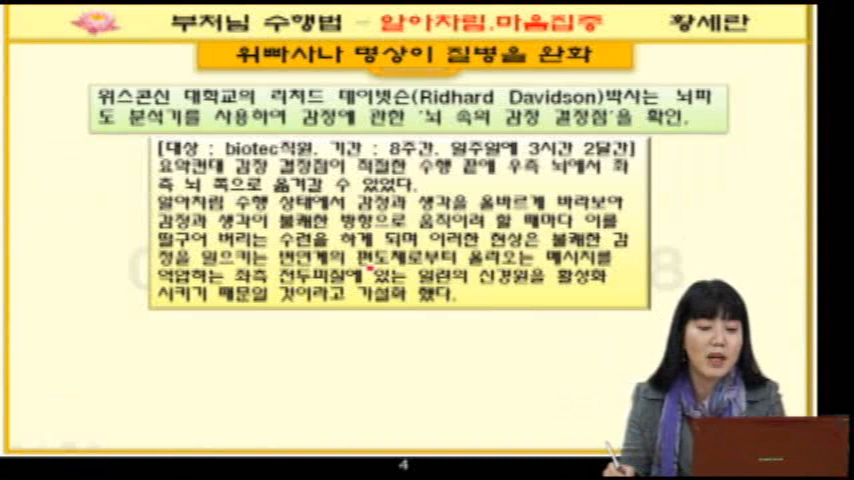 부처님 수행법 - 알아차림.마음집중 황세란
위빠사나 명상이 질병을 완화
위스콘신 대학교의 리처드 데이빗슨(Ridhard Davidson)박사는 뇌파
도 분석기를 사용하여 감정에 관한 '뇌 속의 감정 결정점'을 확인.
[대상 : biotec직원, 기간 : 8주간, 일주일에 3시간 2달간]
요약컨대 감정 결정점이 적절한 수행 끝에 우측 뇌에서 좌
측 뇌 쪽으로 옮겨갈 수 있었다.
알아차림 수행 상태에서 감정과 생각을 올바르게 바라보아
감정과 생각이 불쾌한 방향으로 움직이려 할 때마다 이를
떨구어 버리는 수련을 하게 되며 이러한 현상은 불쾌한 감
정을 일으키는 변연계의 편도체로부터 올라오는 메시지를
억압하는 좌측 전두피질에 있는 일련의 신경원을 활성화
시키기 때문일 것이라고 가설화 했다.
4